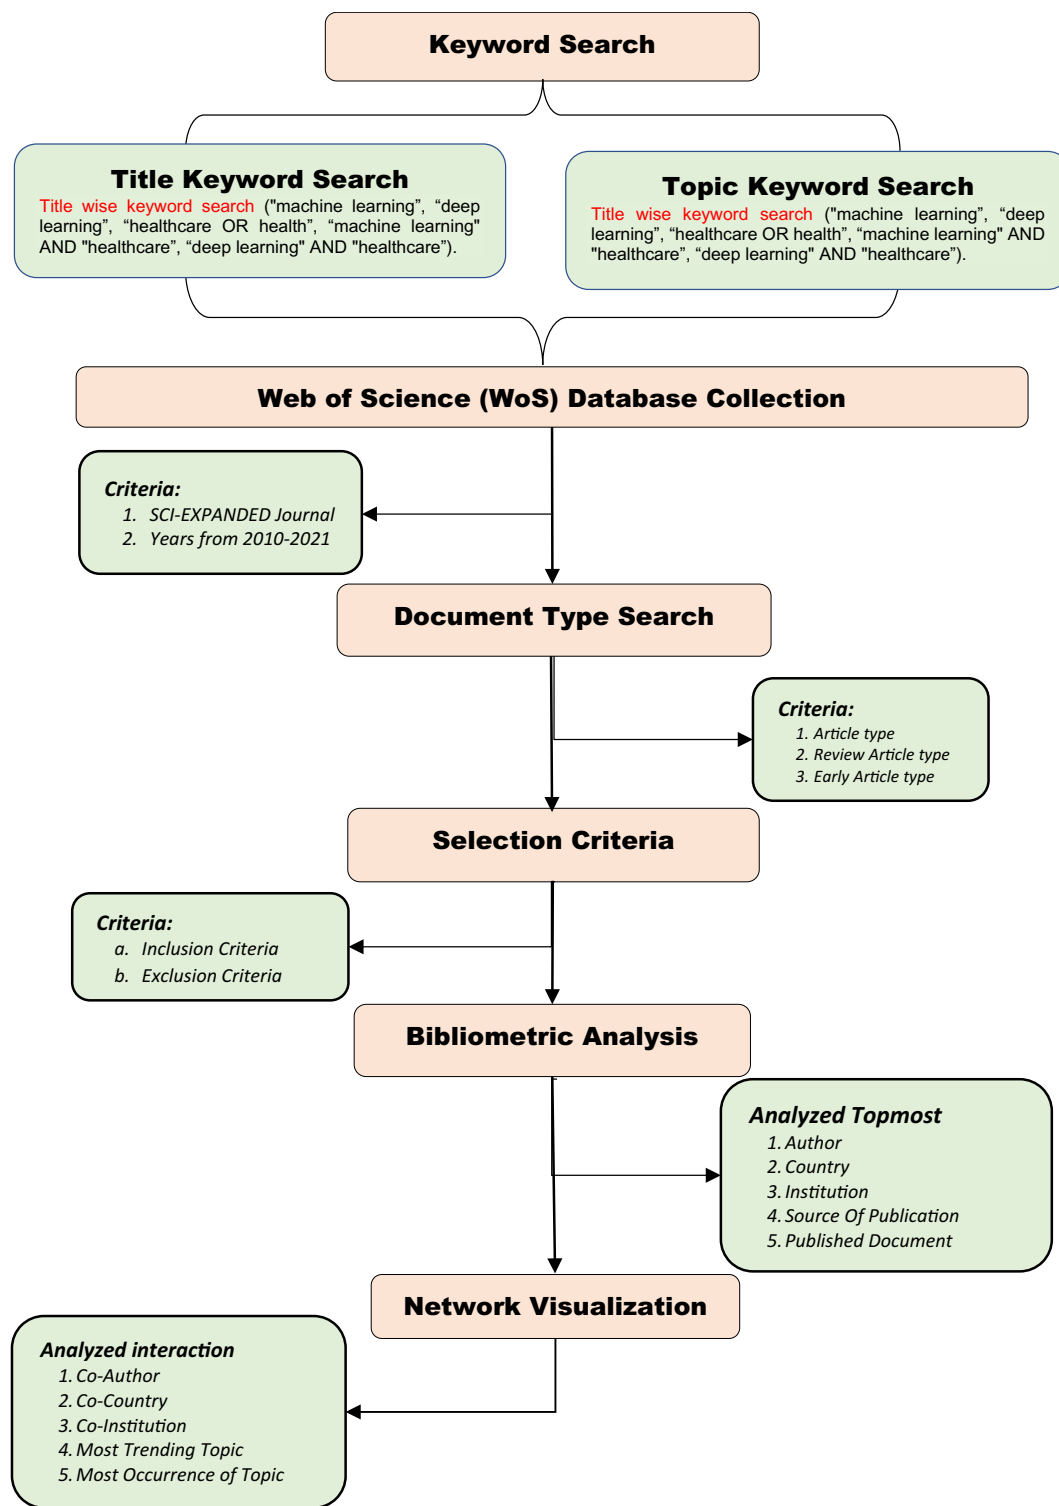 Keyword Search
Title Keyword Search
Title wise keyword search ("machine learning”, “deep
learning”, “healthcare OR health”, “machine learning"
AND "healthcare”, “deep learning" AND "healthcare”).
Topic Keyword Search
Title wise keyword search ("machine learning”, “deep
learning”, “healthcare OR health”, “machine learning" AND
"healthcare”, “deep learning" AND "healthcare”).
Web of Science (WoS) Database Collection
Criteria:
1. SCI-EXPANDED Journal
2. Years from 2010-2021
Document Type Search
Criteria:
1. Article type
2. Review Article type
3. Early Article type
Selection Criteria
Criteria:
a. Inclusion Criteria
b. Exclusion Criteria
Bibliometric Analysis
Analyzed Topmost
1. Author
2. Country
3. Institution
4. Source Of Publication
5. Published Document
Network Visualization
Analyzed interaction
1. Co-Author
2. Co-Country
3. Co-Institution
4. Most Trending Topic
5. Most Occurrence of Topic